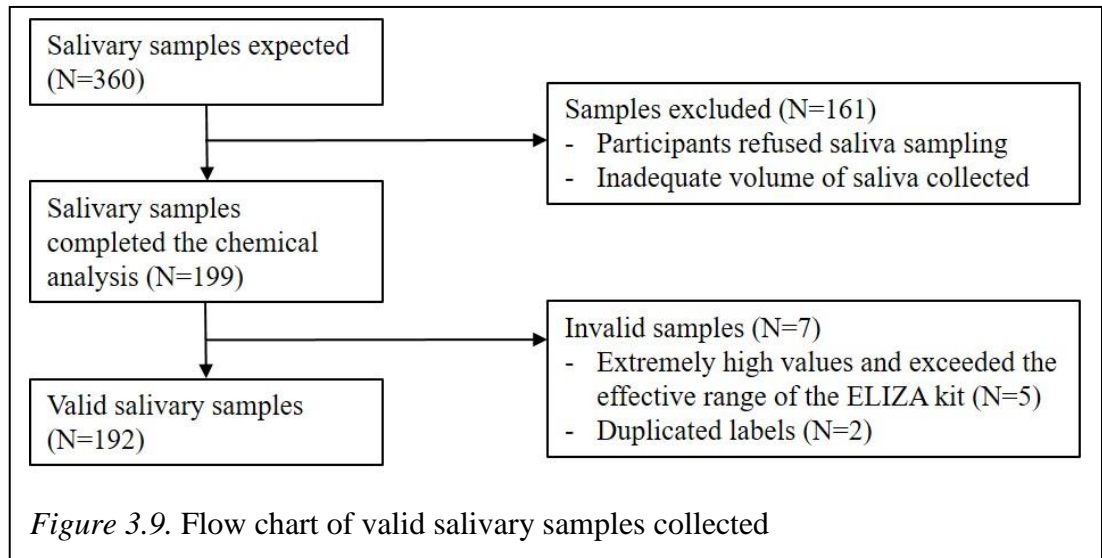 Salivary samples expected
(N=360)
Samples excluded (N=161)
- Participants refused saliva sampling
- Inadequate volume of saliva collected
Salivary samples
completed the chemical
analysis (N=199)
Invalid samples (N=7)
- Extremely high values and exceeded the
effective range of the ELIZA kit (N=5)
- Duplicated labels (N=2)
Valid salivary samples
(N=192)
Figure 3.9. Flow chart of valid salivary samples collected